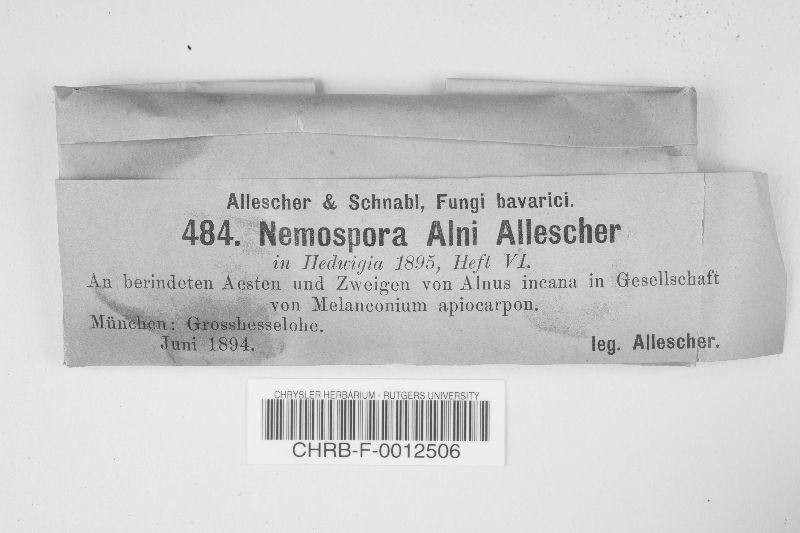 Allescher & Schnabl, Fungi bavarici.
484. Nemospora Alni Allescher
in Hedwigia 1895, Heft VI.
An berindeten Aesten und Zweigen von Alnus incana in Gesellschaft
von Melanconium apiocarpon.
München: Grosshesselohe.
Juni 1894.
leg. Allescher.
CHRYSLER HERBARIUM - RUTGERS UNIVERSITY
CHRB-F-0012506